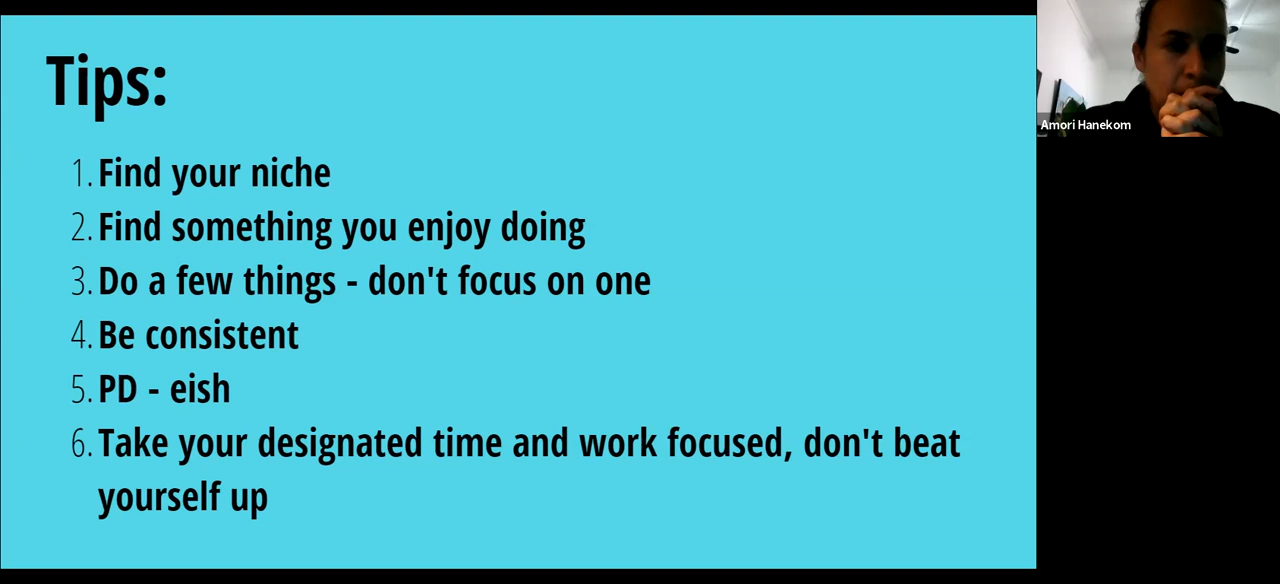 Tips:
1. Find your niche
2. Find something you enjoy doing
3. Do a few things - don't focus on one
4. Be consistent
5. PD - eish
6. Take your designated time and work focused, don't beat
yourself up
Amori Hanekom